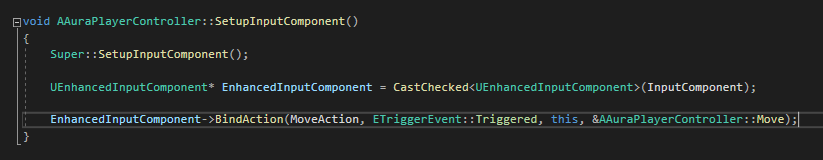 void AAuraPlayerController::SetupInputComponent()
{
Super::SetupInputComponent();
UEnhancedInputComponent* EnhancedInputComponent = CastChecked<UEnhancedInputComponent>(InputComponent);
EnhancedInputComponent->BindAction(MoveAction, ETriggerEvent::Triggered, this, &AAuraPlayerController::Move);
}